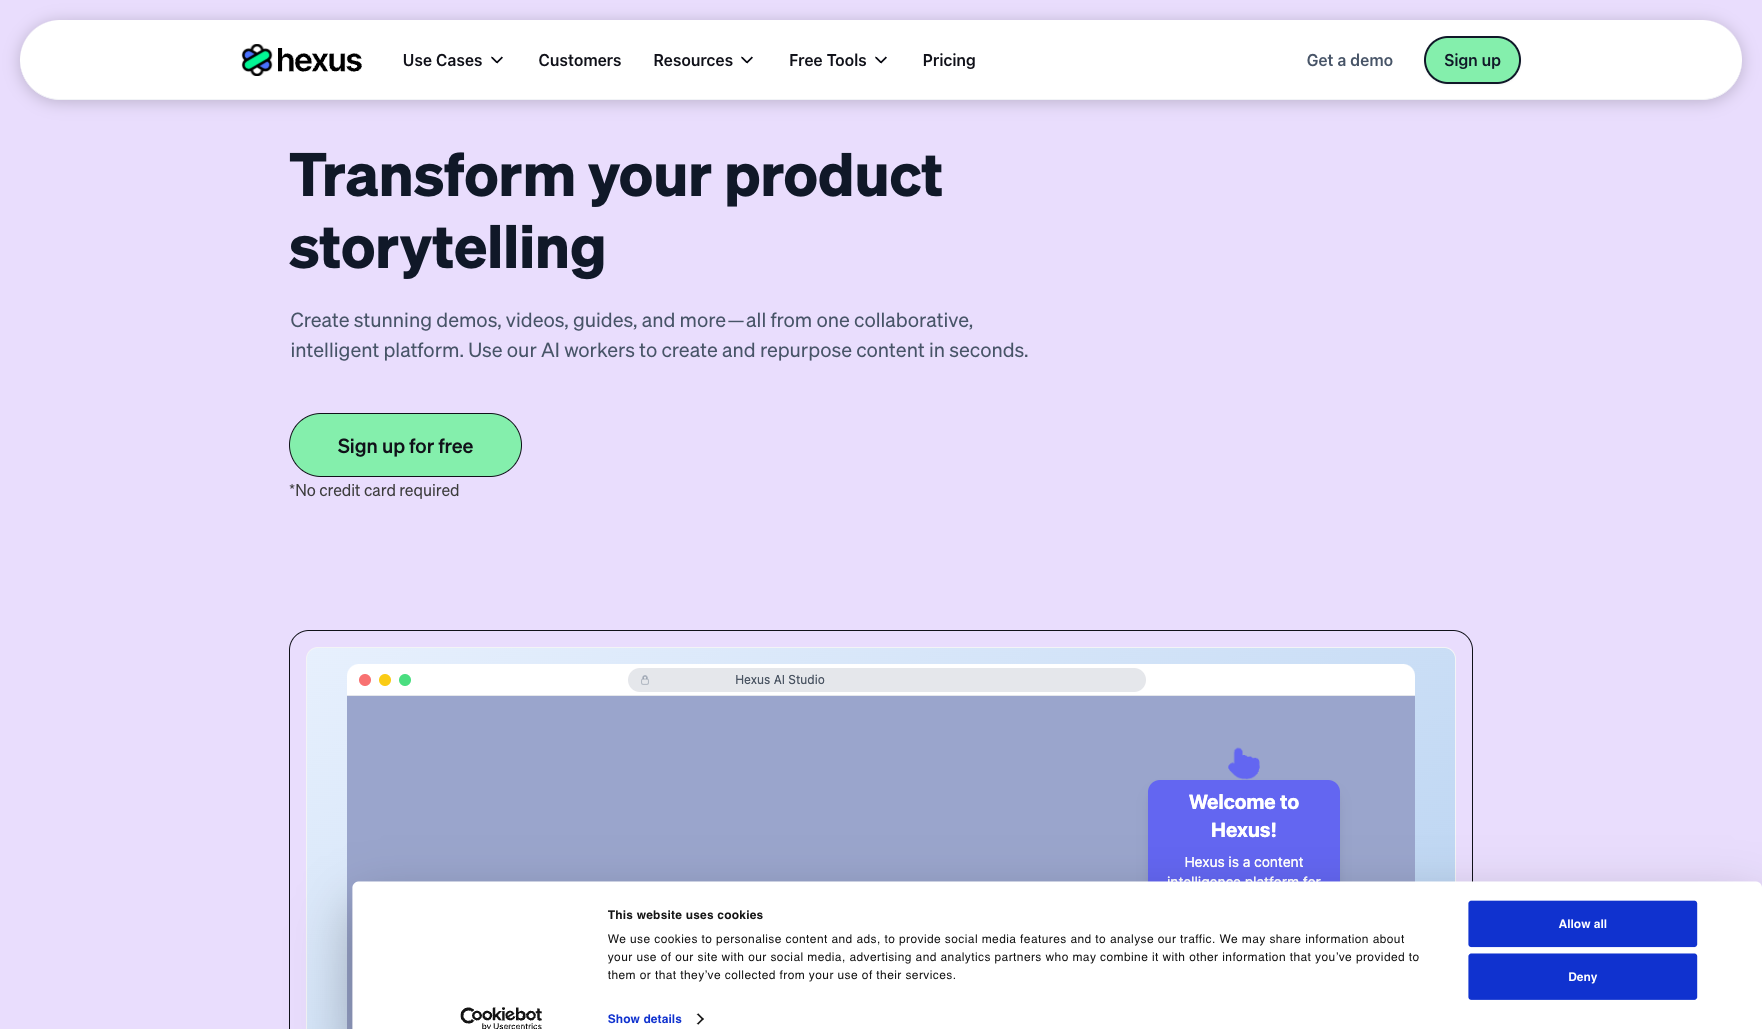 hexus
Use Cases
Customers
Resources
Free Tools
Pricing
Get a demo
Sign up
Transform your product
storytelling
Create stunning demos, videos, guides, and more—all from one collaborative,
intelligent platform. Use our AI workers to create and repurpose content in seconds.
Sign up for free
*No credit card required
Hexus AI Studio
Welcome to
Hexus!
Hexus is a content
intelligence platform for
This website uses cookies
We use cookies to personalise content and ads, to provide social media features and to analyse our traffic. We may share information about
your use of our site with our social media, advertising and analytics partners who may combine it with other information that you've provided to
them or that they've collected from your use of their services.
Allow all
Deny
Cookiebot
by Usercentrics
Show details